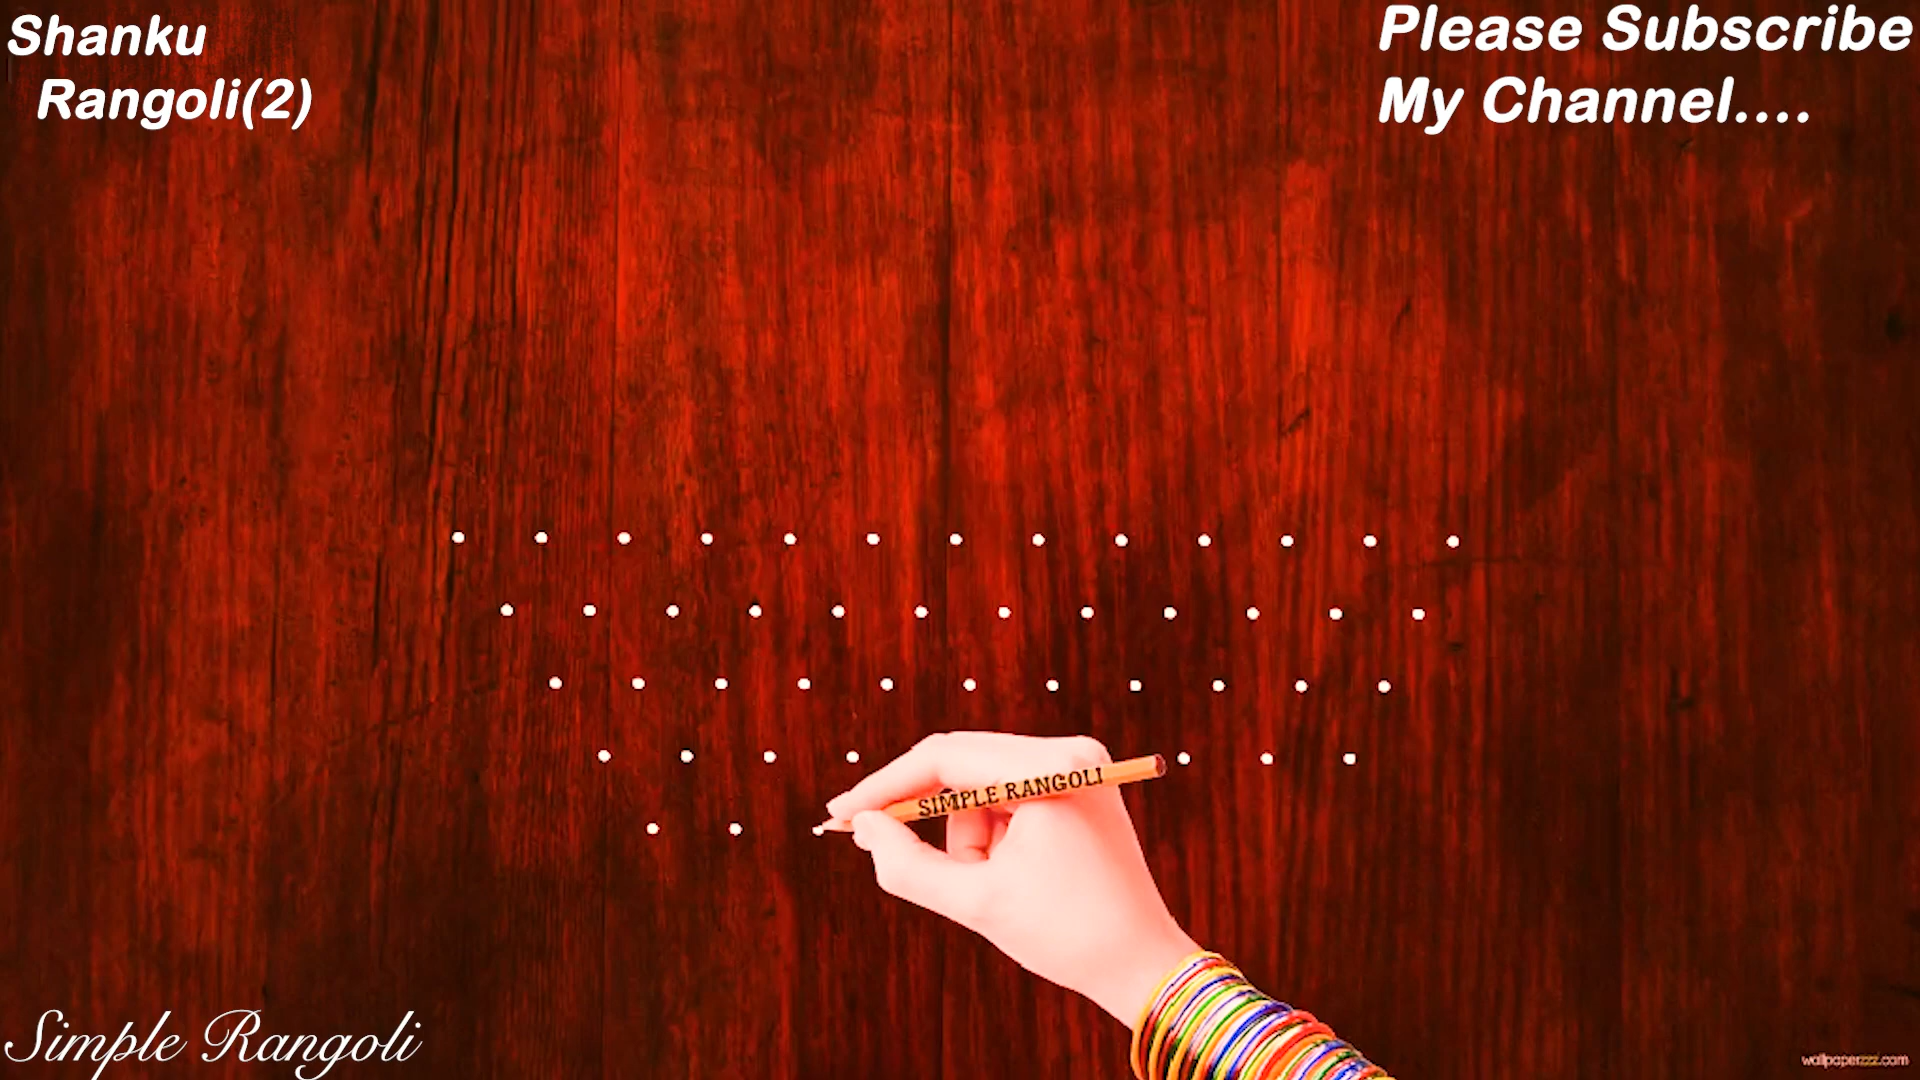 Shanku
Rangoli(2)
Please Subscribe
My Channel....
SIMPLE RANGOLI
Simple Rangoli
wallpaperzzz.com